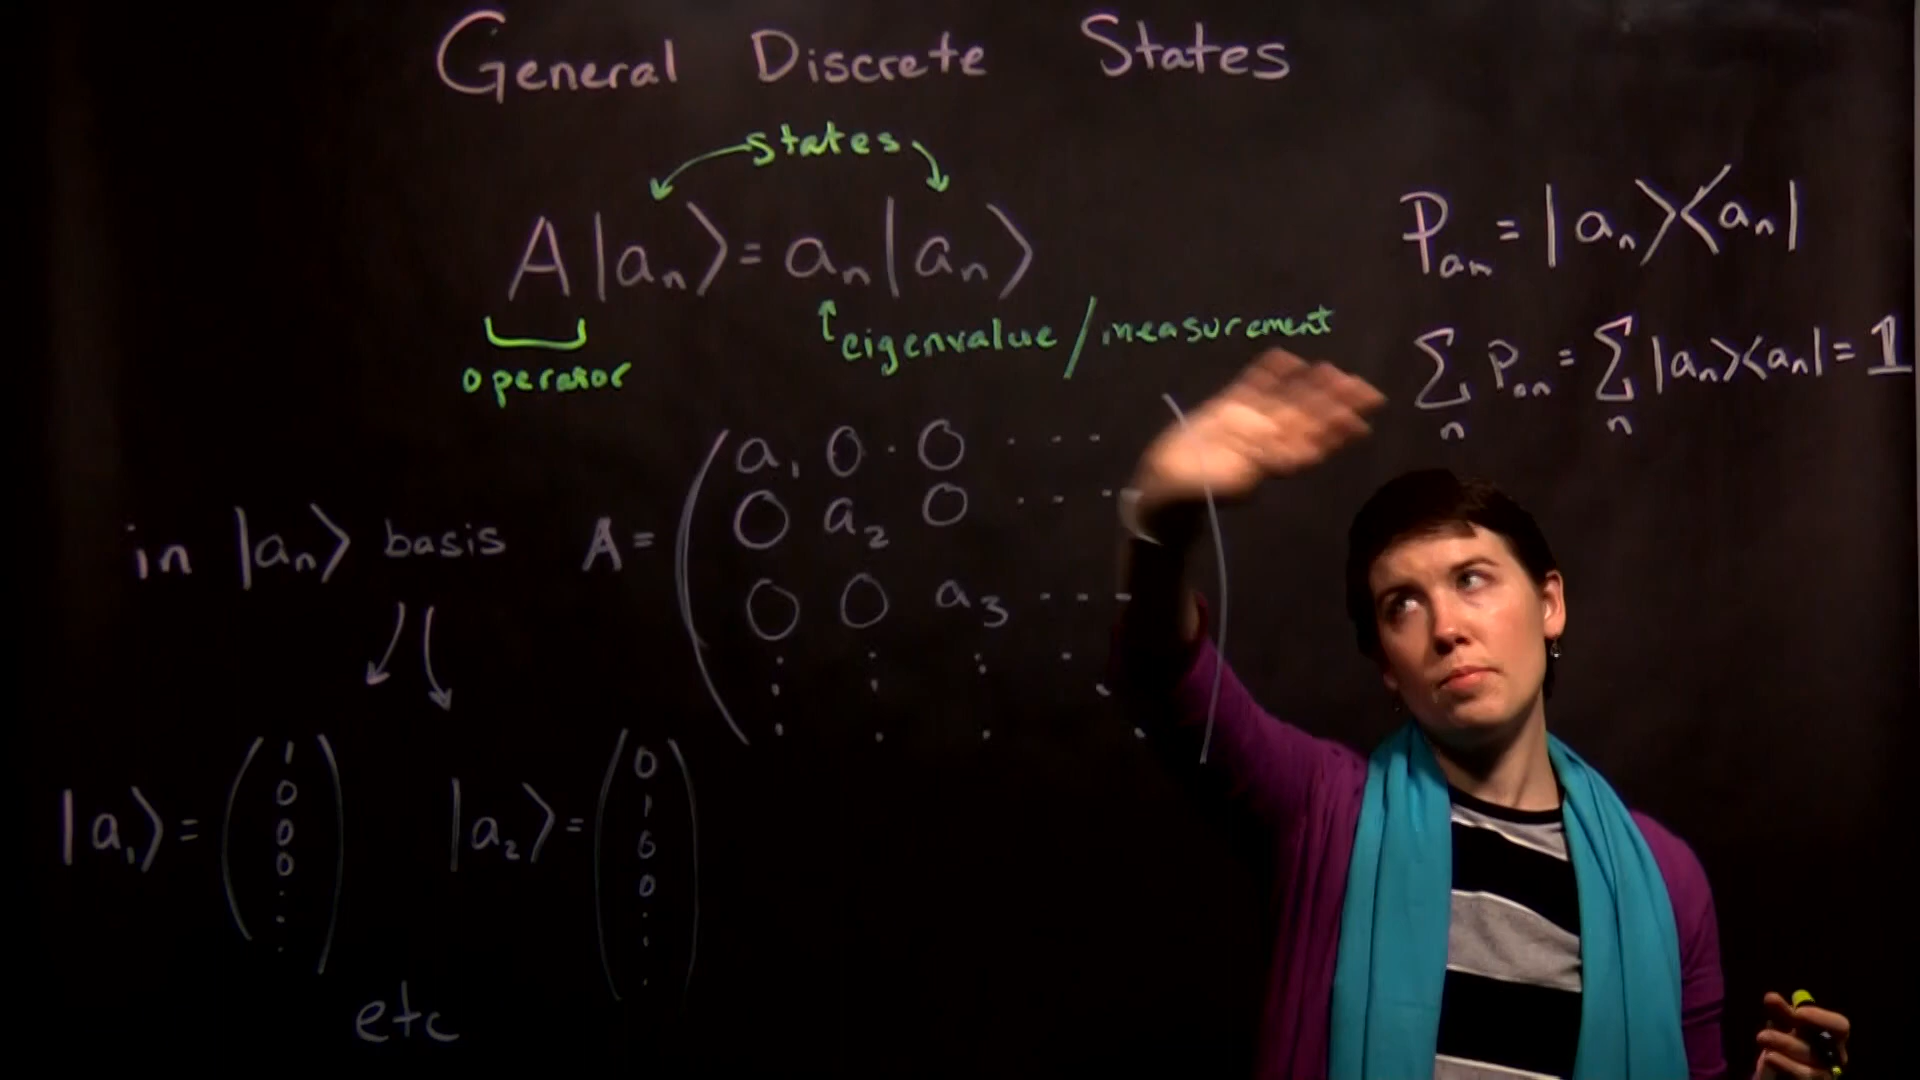 General Discrete States
states
A|aₙ⟩ = aₙ|aₙ⟩
operator
eigenvalue/measurement
Pₐₙ = |aₙ⟩⟨aₙ|
∑ₙ Pₐₙ = ∑ₙ |aₙ⟩⟨aₙ| = 𝟙
in |aₙ⟩ basis
A = ( a₁ 0 · 0 ...
0 a₂ 0 ...
0 0 a₃ ...
⋮ ⋮ ⋮ ⋱ )
|a₁⟩ = ( 1 0 0 0 ⋮ )
|a₂⟩ = ( 0 1 0 0 ⋮ )
etc